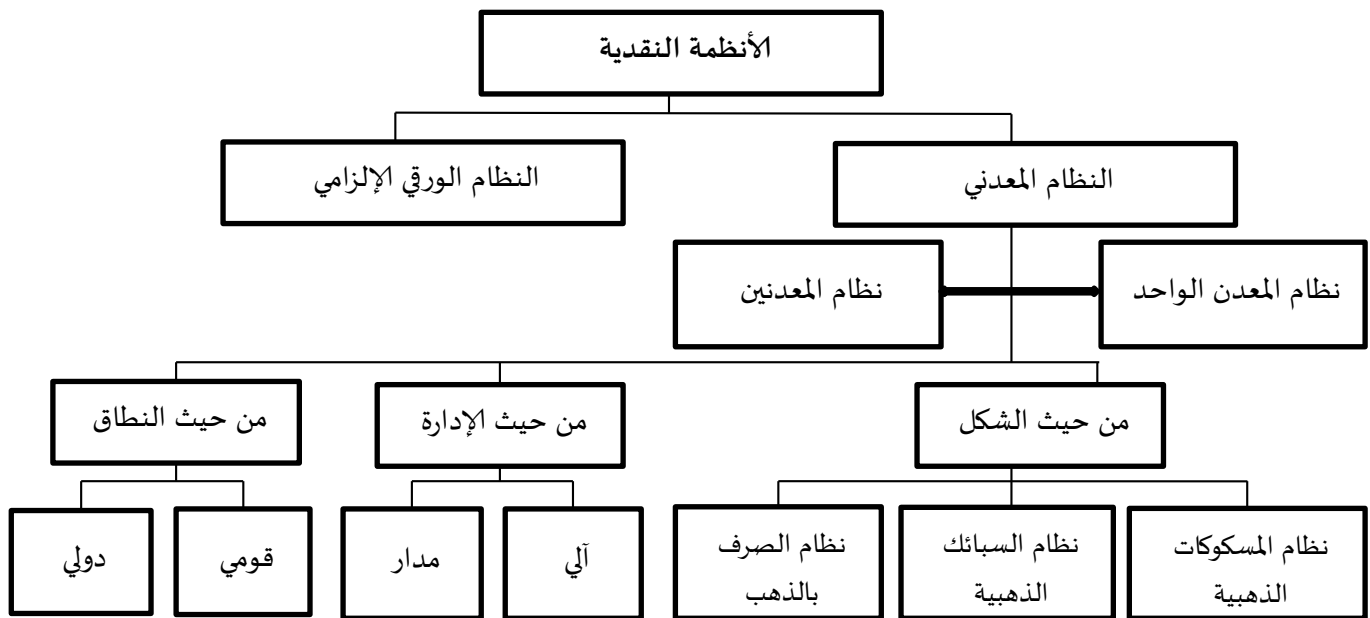 الأنظمة النقدية
النظام المعدني
النظام الورقي الإلزامي
نظام المعدن الواحد
نظام المعدنين
من حيث الشكل
من حيث الإدارة
من حيث النطاق
نظام المسكوكات
الذهبية
نظام السبائك
الذهبية
نظام الصرف
بالذهب
آلي
مدار
قومي
دولي